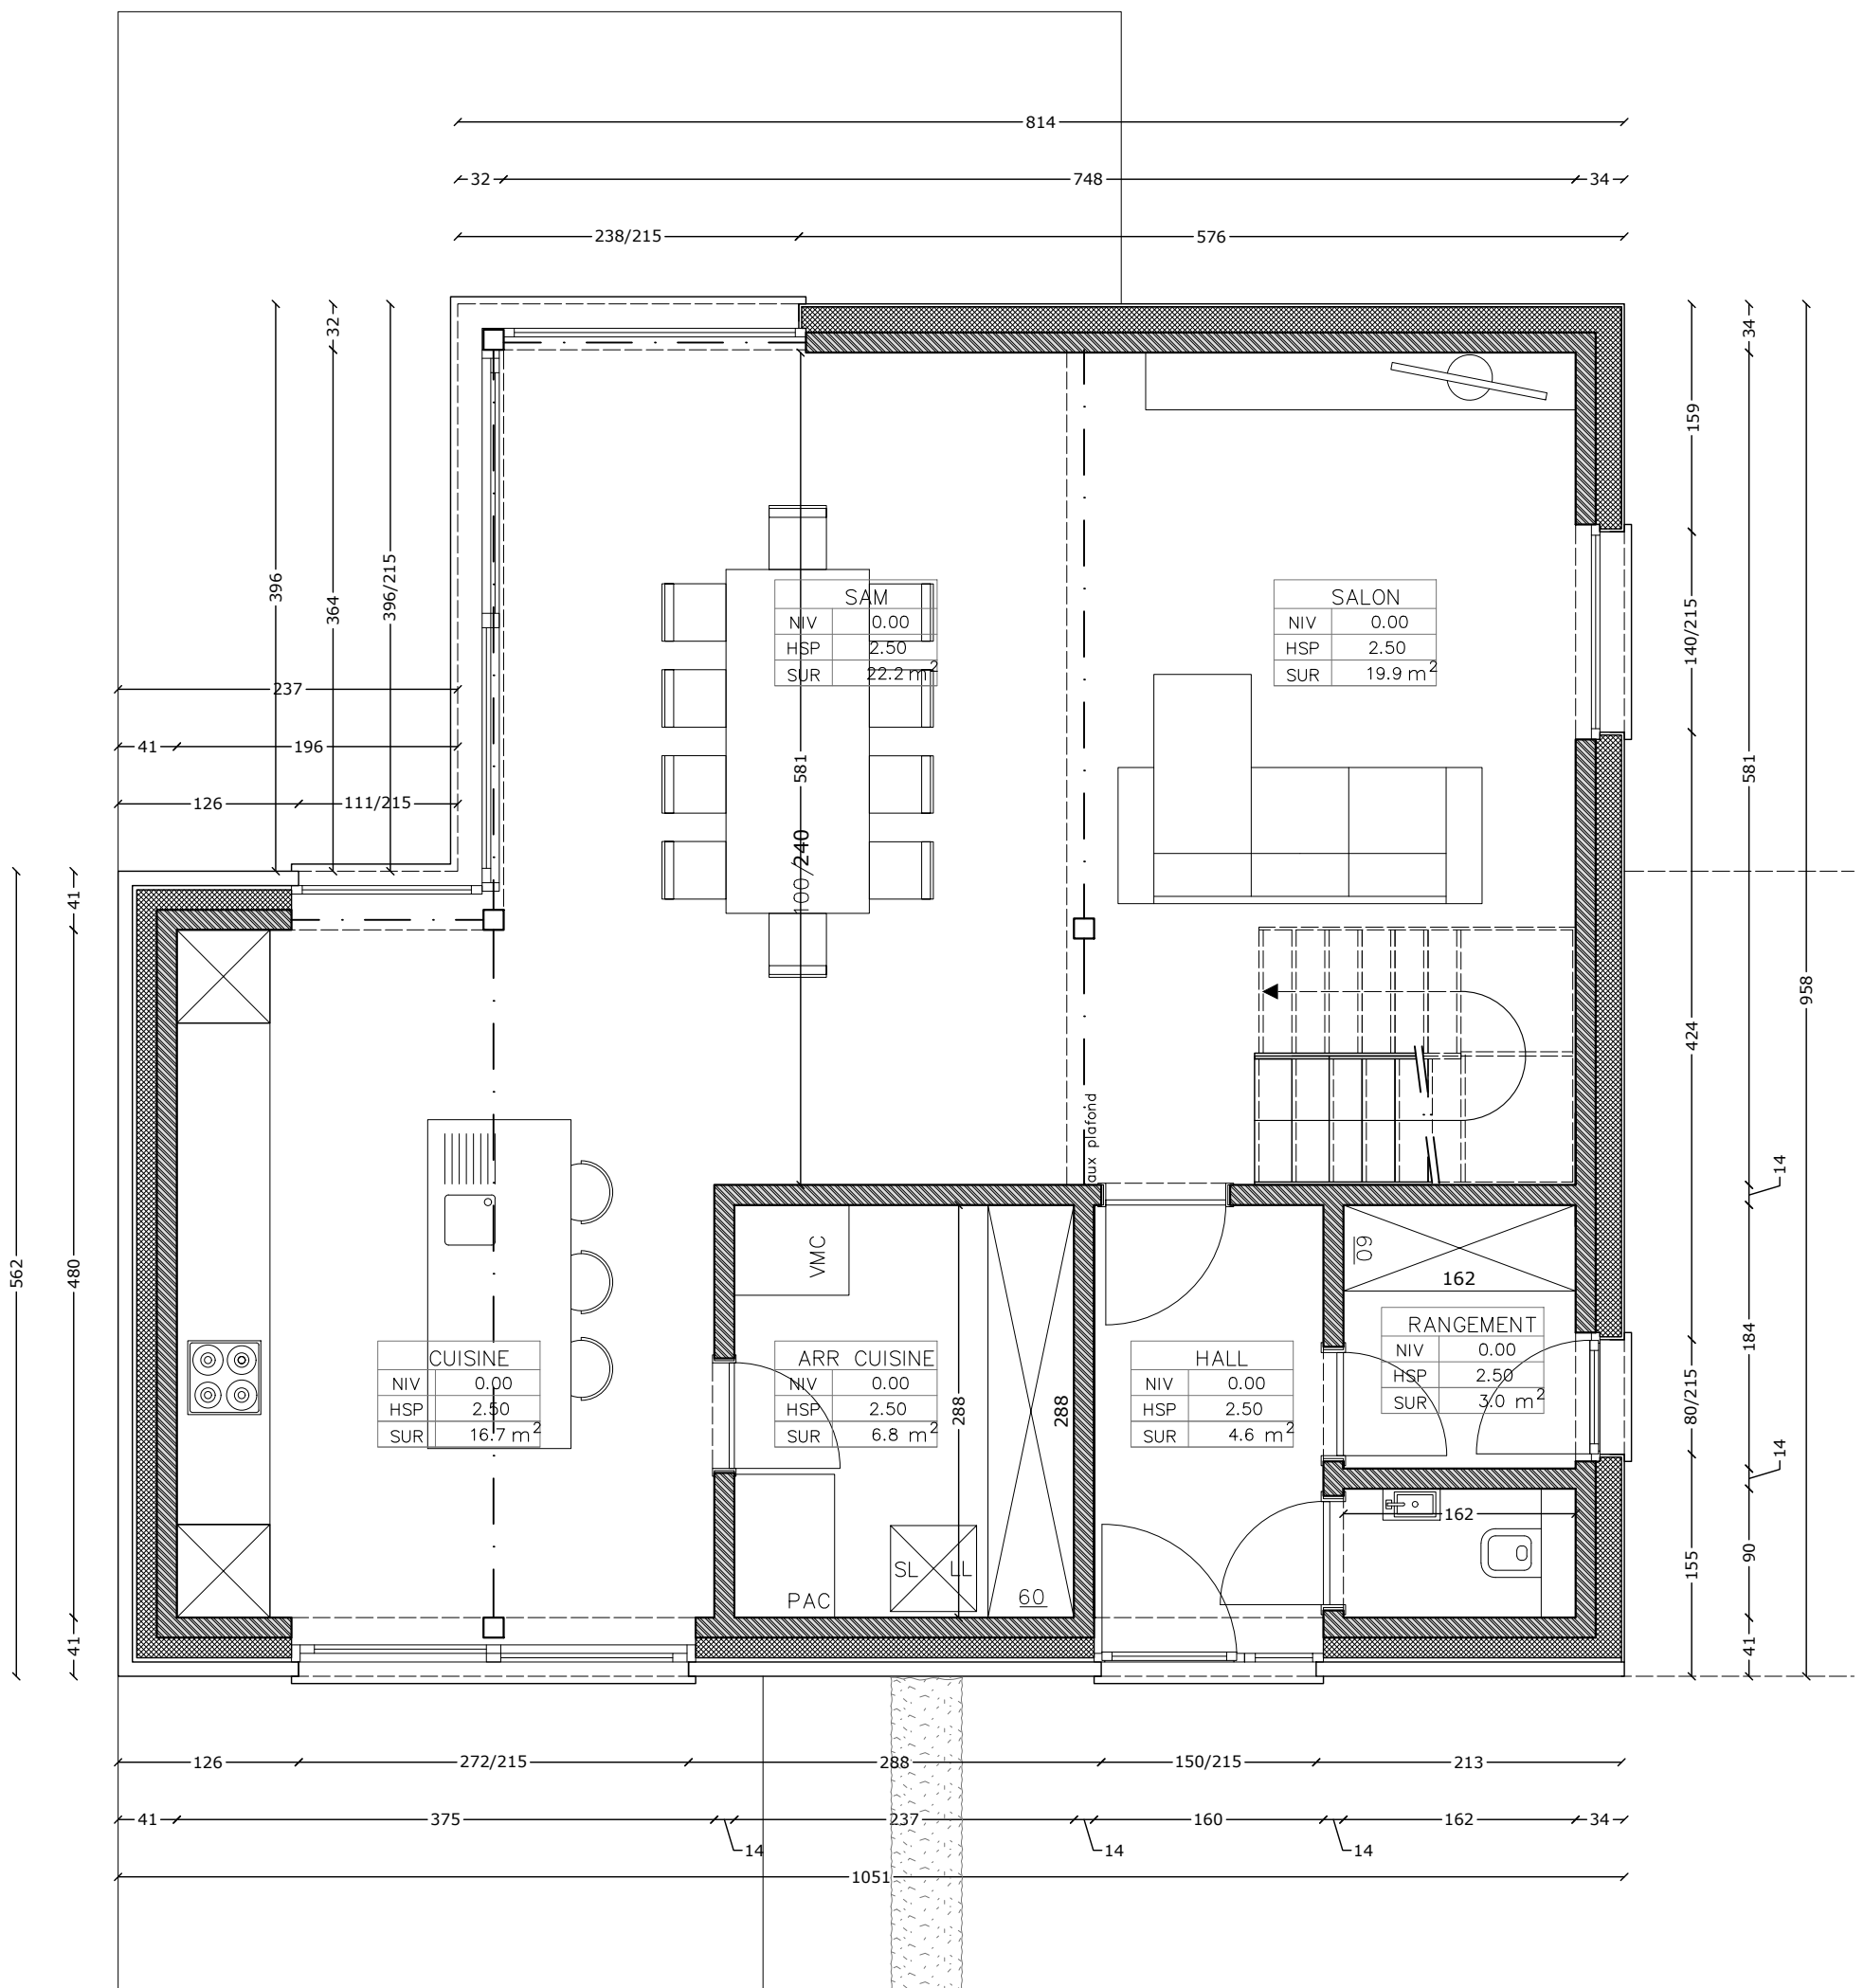 814
32 748 34
238/215 576
396
32
364
396/215
237
41 196
126 111/215
159
140/215
424
80/215
155
34
581
14
184
14
90
41
958
SAM
NIV 0.00
HSP 2.50
SUR 22.2 m²
SALON
NIV 0.00
HSP 2.50
SUR 19.9 m²
581
100/240
aux plafond
562
41
480
41
VMC
288
288
60
162
CUISINE
NIV 0.00
HSP 2.50
SUR 16.7 m²
ARR CUISINE
NIV 0.00
HSP 2.50
SUR 6.8 m²
HALL
NIV 0.00
HSP 2.50
SUR 4.6 m²
RANGEMENT
NIV 0.00
HSP 2.50
SUR 3.0 m²
162
PAC
SL LL
60
126 272/215 288 150/215 213
41 375 237 160 162 34
14 14 14
1051